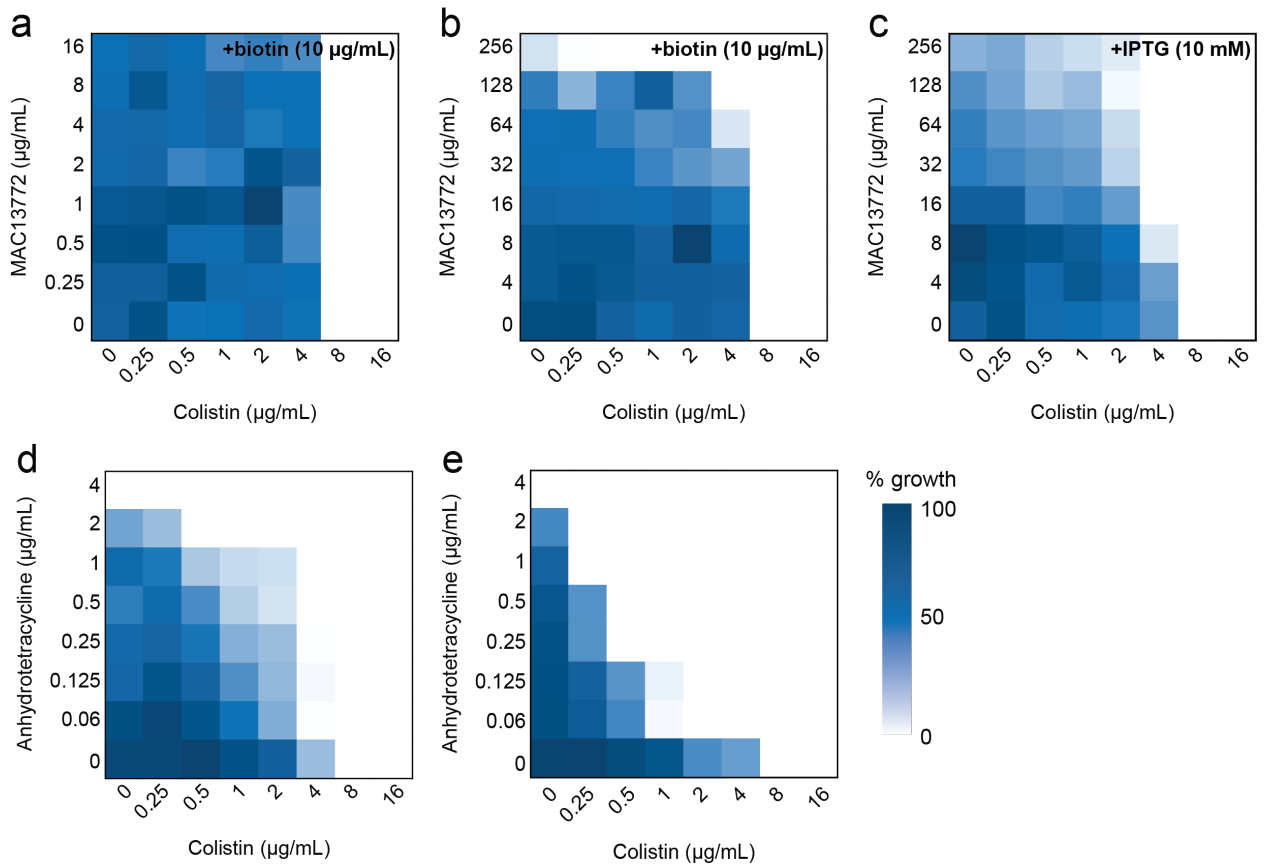 a
+biotin (10 µg/mL)
MAC13772 (µg/mL)
16
8
4
2
1
0.5
0.25
0
0 0.25 0.5 1 2 4 8 16
Colistin (µg/mL)
b
+biotin (10 µg/mL)
MAC13772 (µg/mL)
256
128
64
32
16
8
4
0
0 0.25 0.5 1 2 4 8 16
Colistin (µg/mL)
c
+IPTG (10 mM)
MAC13772 (µg/mL)
256
128
64
32
16
8
4
0
0 0.25 0.5 1 2 4 8 16
Colistin (µg/mL)
d
Anhydrotetracycline (µg/mL)
4
2
1
0.5
0.25
0.125
0.06
0
0 0.25 0.5 1 2 4 8 16
Colistin (µg/mL)
e
Anhydrotetracycline (µg/mL)
4
2
1
0.5
0.25
0.125
0.06
0
0 0.25 0.5 1 2 4 8 16
Colistin (µg/mL)
% growth
100
50
0